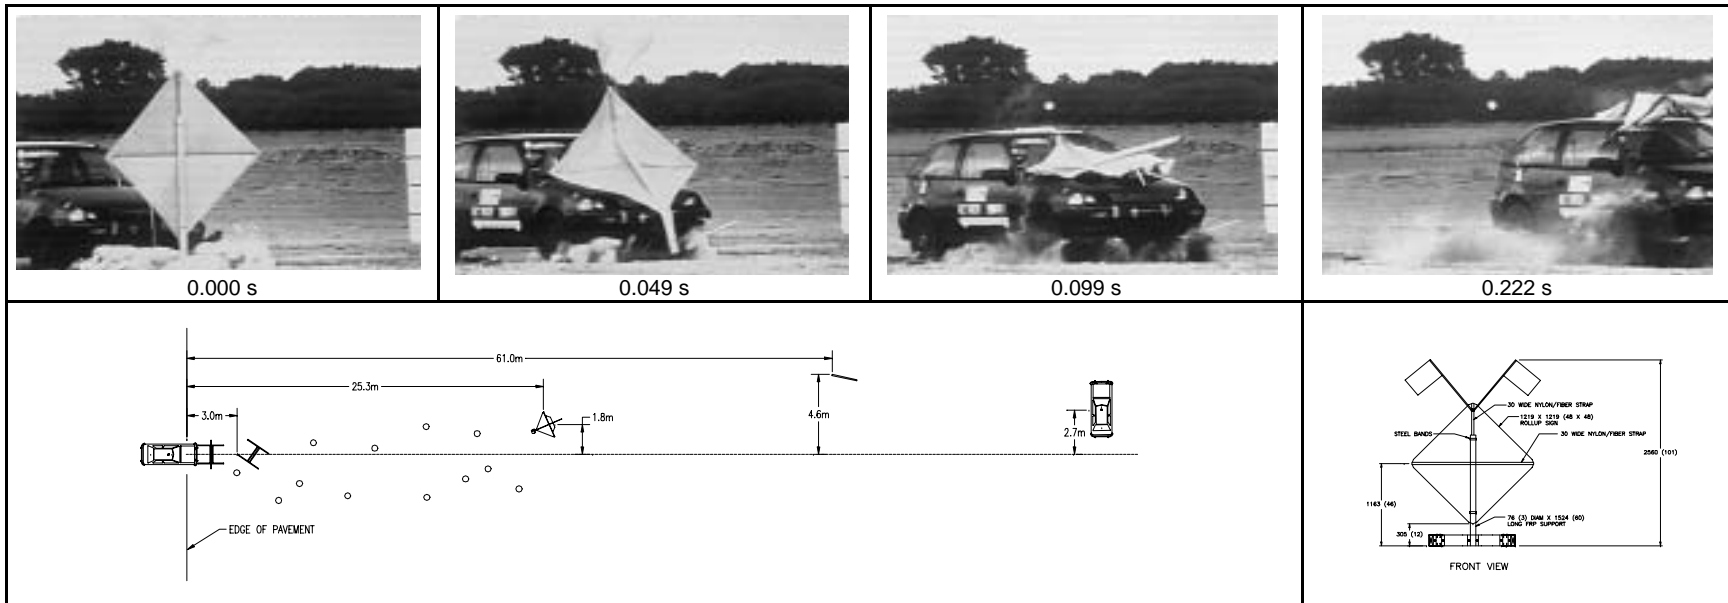 0.000 s
0.049 s
0.099 s
0.222 s
61.0m
25.3m
3.0m
1.8m
4.6m
2.7m
EDGE OF PAVEMENT
30 WIDE NYLON/FIBER STRAP
1219 X 1219 (48 X 48)
ROLLUP SIGN
STEEL BANDS
30 WIDE NYLON/FIBER STRAP
2560 (101)
1163 (46)
76 (3) DIAM X 1524 (60)
LONG FRP SUPPORT
305 (12)
FRONT VIEW